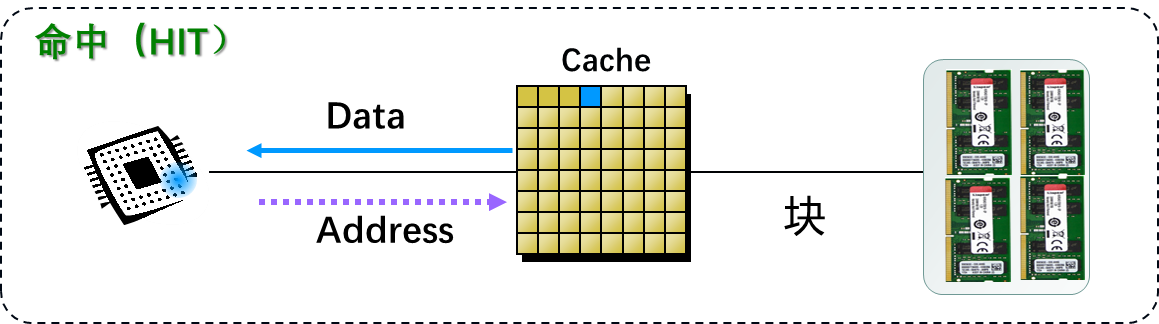 命中（HIT）
Cache
Data
Address
块